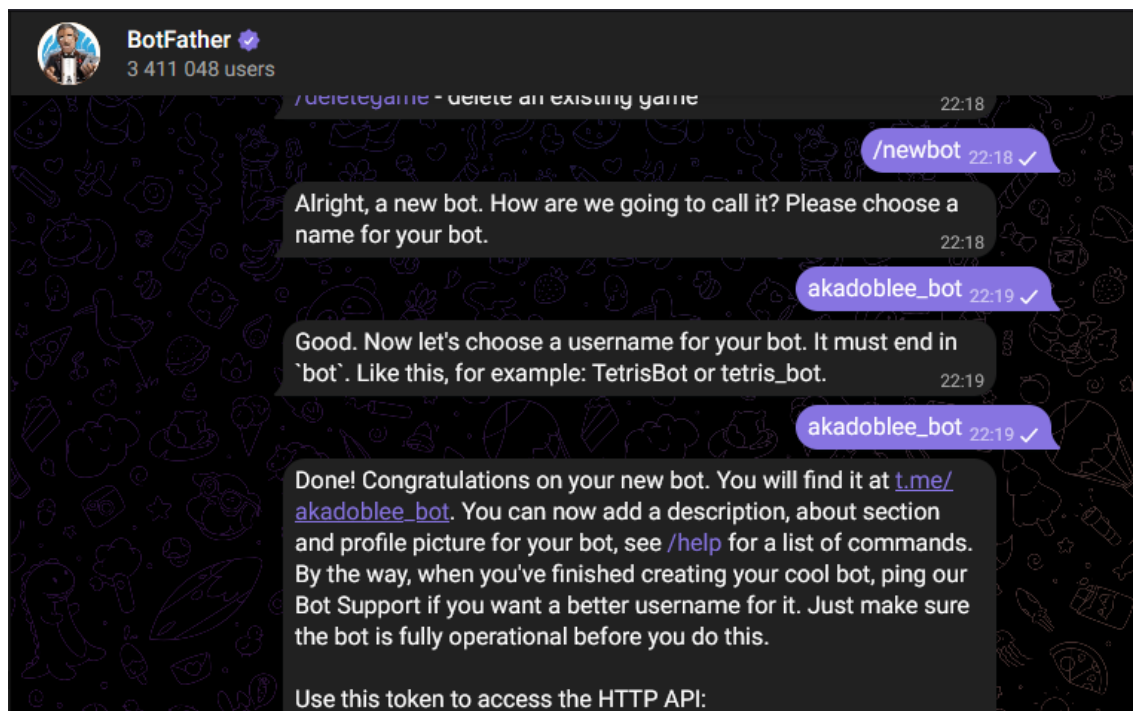 BotFather
3 411 048 users
/deletegame - delete an existing game
22:18
/newbot 22:18
Alright, a new bot. How are we going to call it? Please choose a
name for your bot.
22:18
akadoblee_bot 22:19
Good. Now let's choose a username for your bot. It must end in
`bot`. Like this, for example: TetrisBot or tetris_bot.
22:19
akadoblee_bot 22:19
Done! Congratulations on your new bot. You will find it at t.me/
akadoblee_bot. You can now add a description, about section
and profile picture for your bot, see /help for a list of commands.
By the way, when you've finished creating your cool bot, ping our
Bot Support if you want a better username for it. Just make sure
the bot is fully operational before you do this.
Use this token to access the HTTP API: